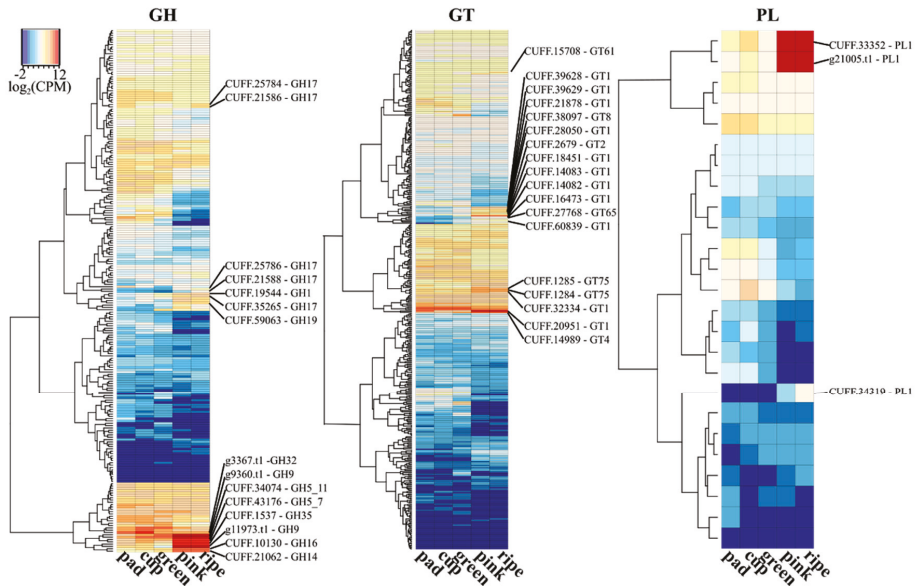 GH
GT
PL
-2
12
log2(CPM)
CUFF.25784 - GH17
CUFF.21586 - GH17
CUFF.25786 - GH17
CUFF.21588 - GH17
CUFF.19544 - GH1
CUFF.35265 - GH17
CUFF.59063 - GH19
g3367.t1 -GH32
g9360.t1 - GH9
CUFF.34074 - GH5_11
CUFF.43176 - GH5_7
CUFF.1537 - GH35
g11973.t1 - GH9
CUFF.10130 - GH16
CUFF.21062 - GH14
pad
cup
green
pink
ripe
CUFF.15708 - GT61
CUFF.39628 - GT1
CUFF.39629 - GT1
CUFF.21878 - GT1
CUFF.38097 - GT8
CUFF.28050 - GT1
CUFF.2679 - GT2
CUFF.18451 - GT1
CUFF.14083 - GT1
CUFF.14082 - GT1
CUFF.16473 - GT1
CUFF.27768 - GT65
CUFF.60839 - GT1
CUFF.1285 - GT75
CUFF.1284 - GT75
CUFF.32334 - GT1
CUFF.20951 - GT1
CUFF.14989 - GT4
pad
cup
green
pink
ripe
CUFF.33352 - PL1
g21005.t1 - PL1
CUFF.34319 - PL1
pad
cup
green
pink
ripe